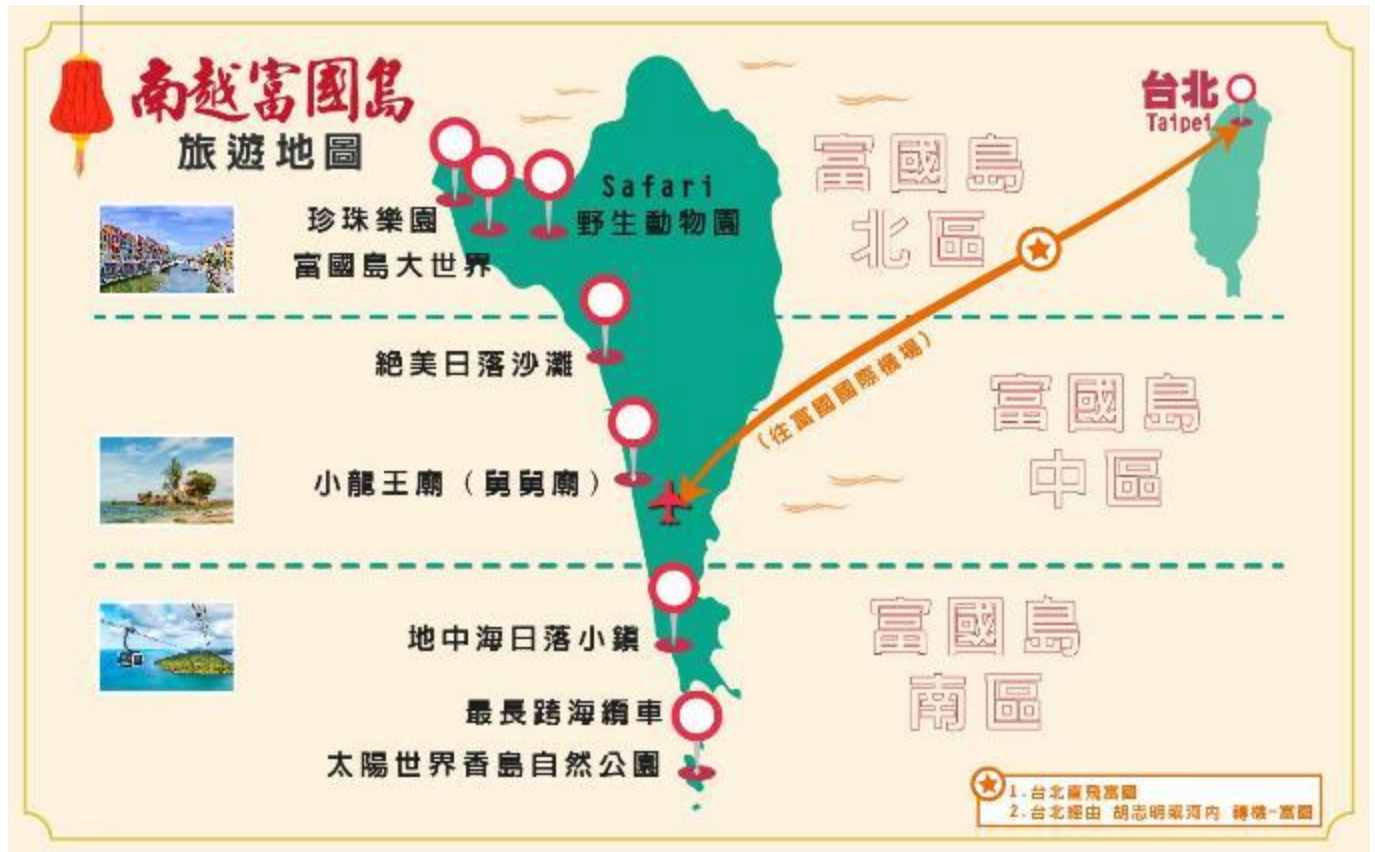 南越富國島
旅遊地圖
台北
Taipei
富國島
北區
珍珠樂園
Safari
野生動物園
富國島大世界
絕美日落沙灘
(往富國國際機場)
富國島
中區
小龍王廟(舅舅廟)
地中海日落小鎮
富國島
南區
最長跨海纜車
太陽世界香島自然公園
1.台北直飛富國
2.台北經由 胡志明或河內 轉機-富國